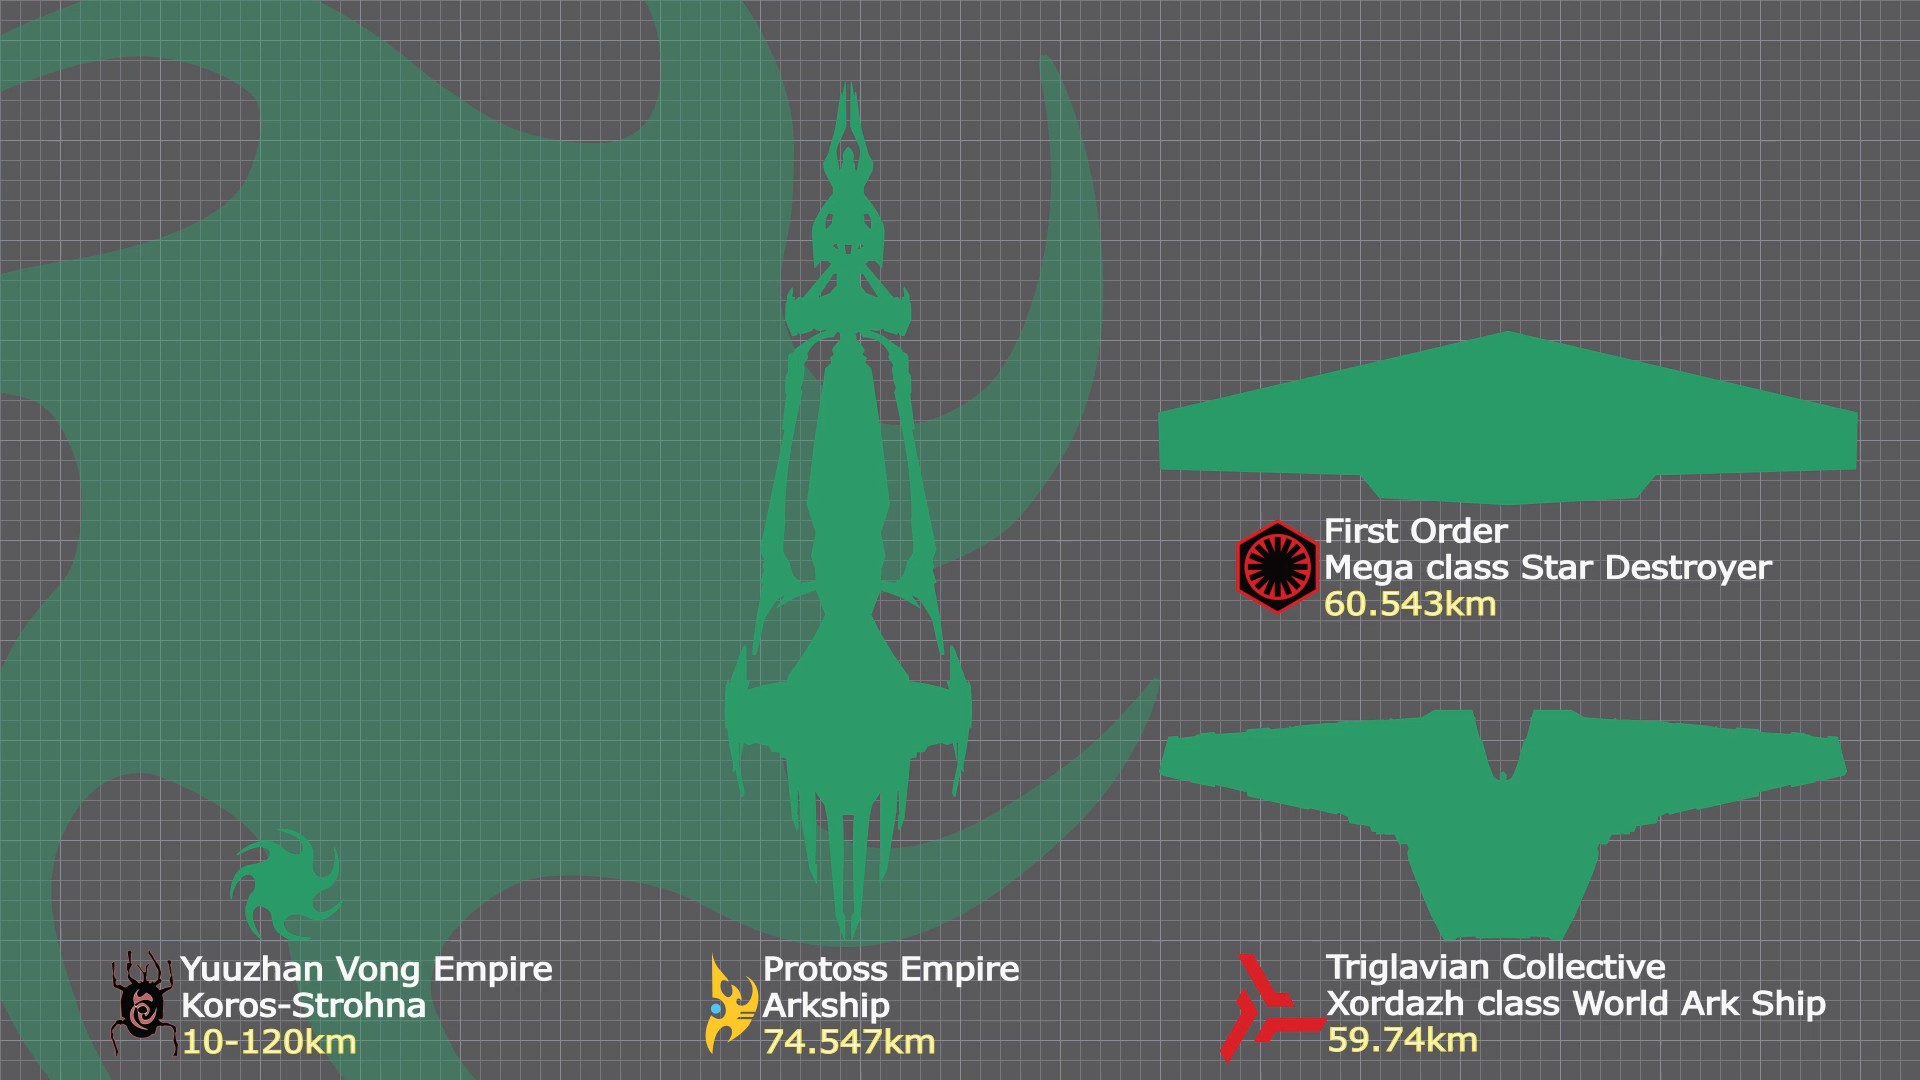 First Order
Mega class Star Destroyer
60.543km
Yuuzhan Vong Empire
Koros-Strohna
10-120km
Protoss Empire
Arkship
74.547km
Triglavian Collective
Xordazh class World Ark Ship
59.74km